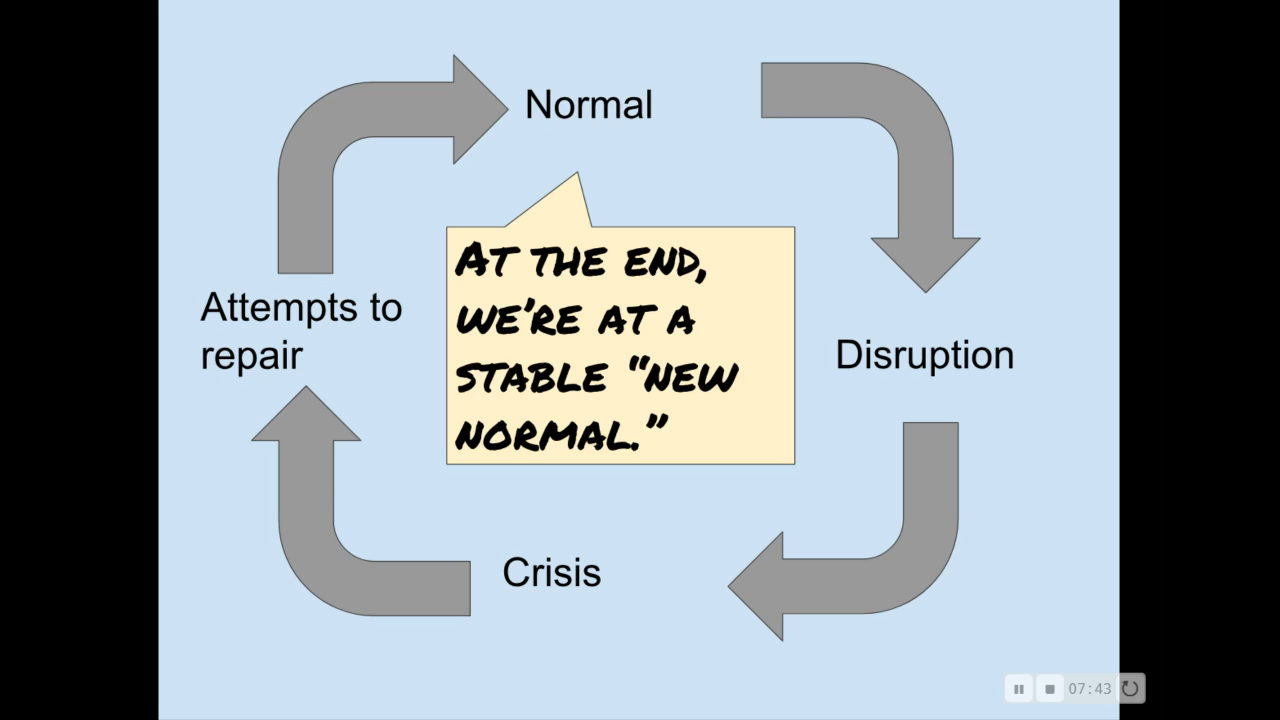 Normal
AT THE END,
WE'RE AT A
STABLE “NEW
NORMAL.”
Attempts to
repair
Disruption
Crisis
07:43